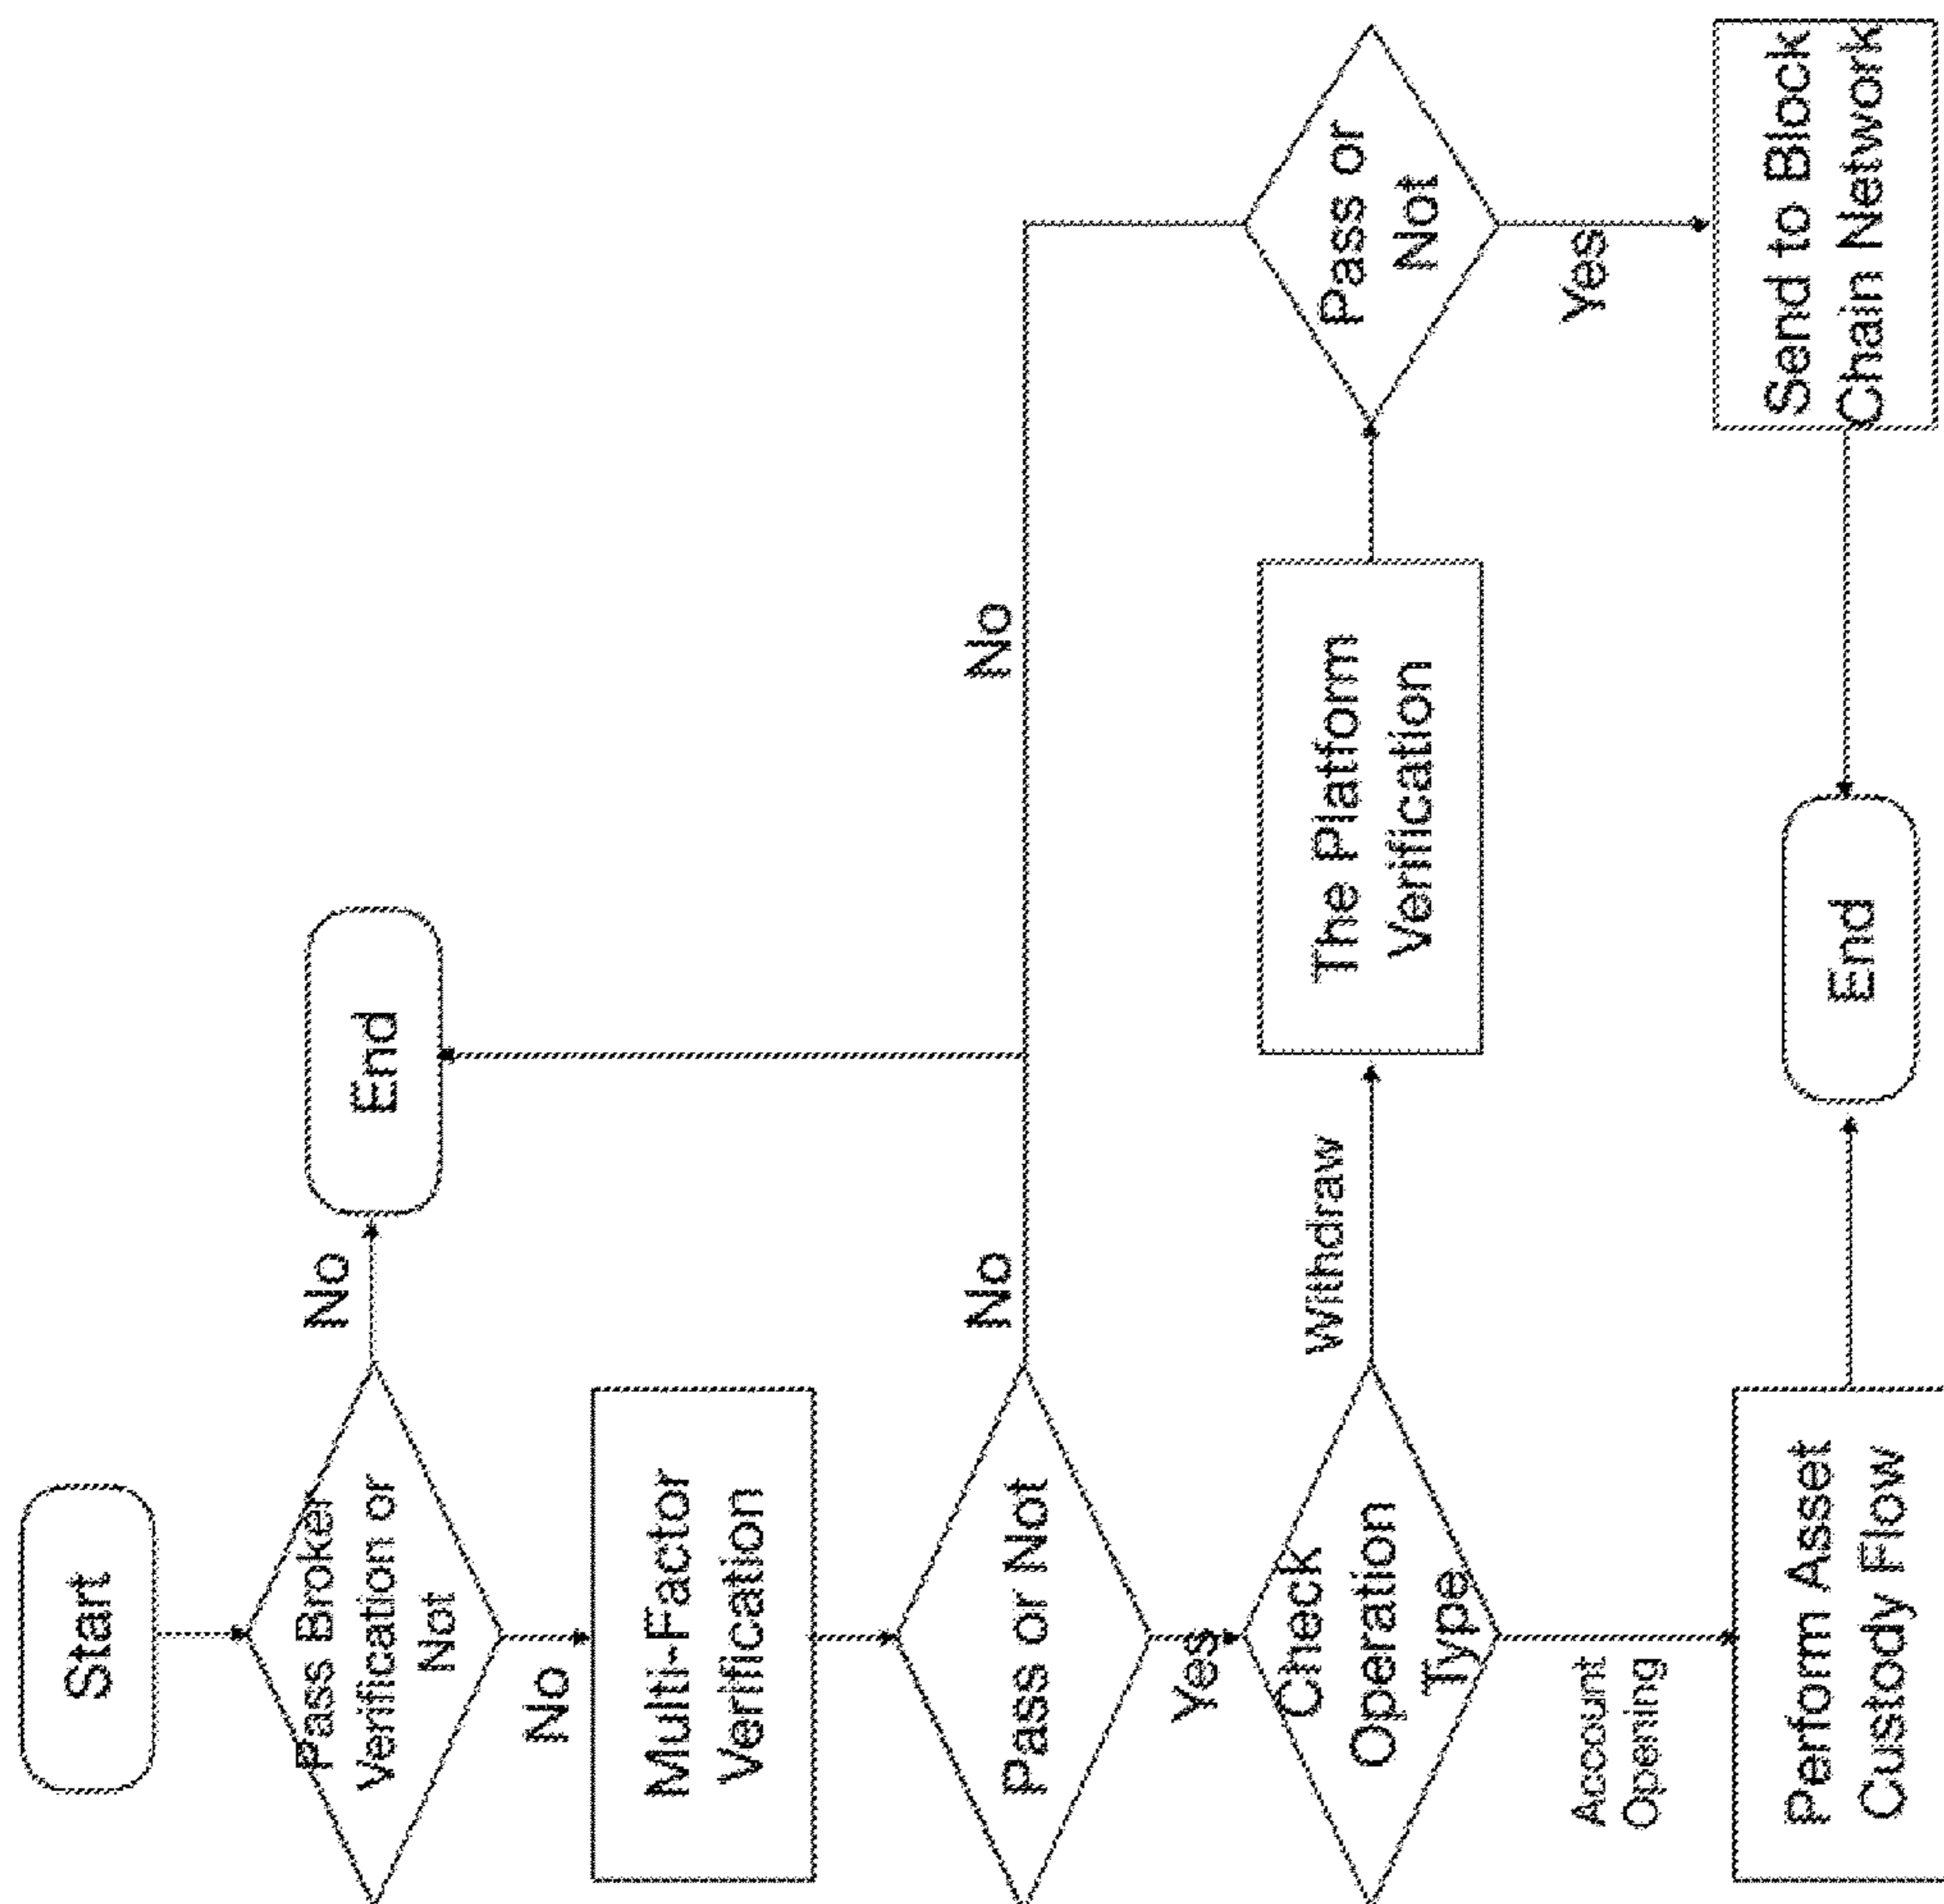 Start
Pass Broker
Verification or
Not
No
End
No
Multi-Factor
Verification
Pass or Not
No
No
Yes
Check
Operation
Type
Withdraw
The Platform
Verification
Pass or
Not
Yes
Account
Opening
Perform Asset
Custody Flow
End
Send to Block
Chain Network